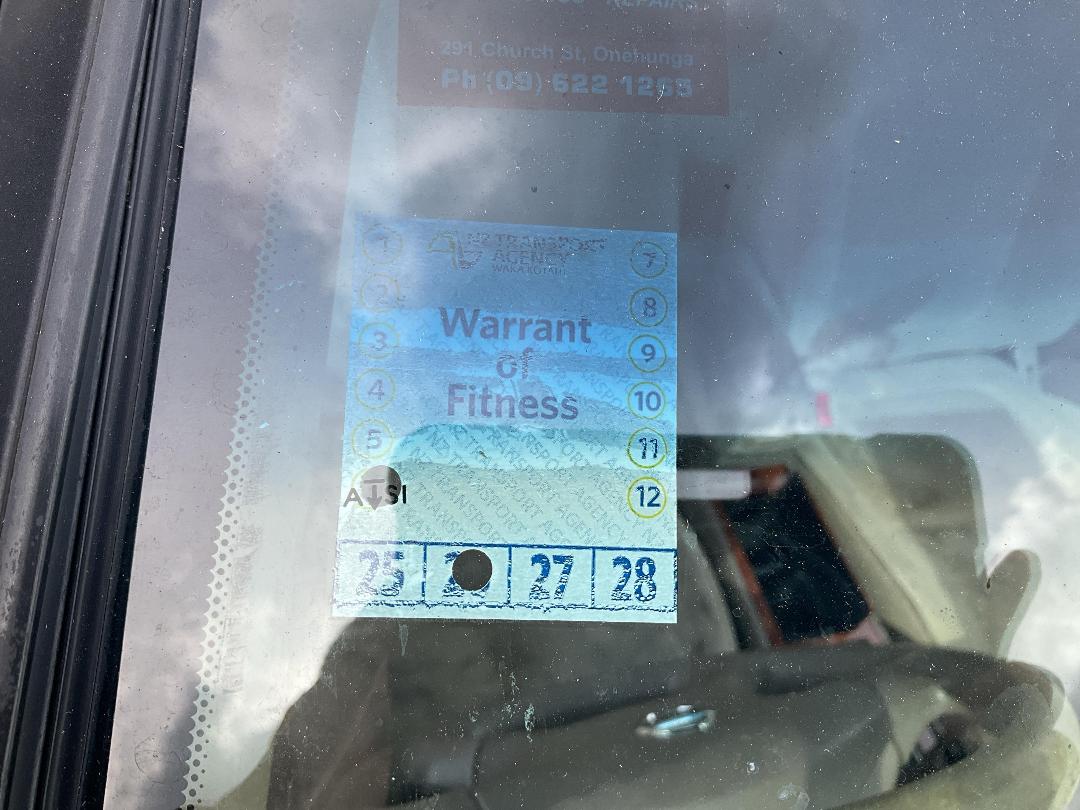 REPAIRS
291 Church St, Onehunga
Ph (09) 622 1263
NZ TRANSPORT
AGENCY
WAKA KOTAHI
Warrant
of
Fitness
1
2
3
4
5
7
8
9
10
11
12
25 27 28